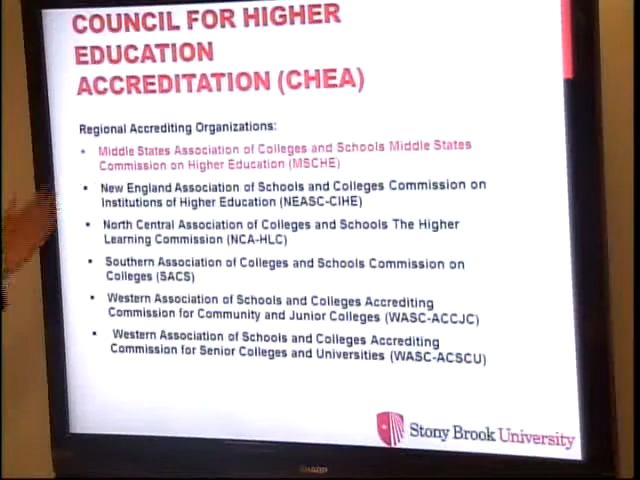 COUNCIL FOR HIGHER
EDUCATION
ACCREDITATION (CHEA)
Regional Accrediting Organizations:
• Middle States Association of Colleges and Schools Middle States
Commission on Higher Education (MSCHE)
• New England Association of Schools and Colleges Commission on
Institutions of Higher Education (NEASC-CIHE)
• North Central Association of Colleges and Schools The Higher
Learning Commission (NCA-HLC)
• Southern Association of Colleges and Schools Commission on
Colleges (SACS)
• Western Association of Schools and Colleges Accrediting
Commission for Community and Junior Colleges (WASC-ACCJC)
• Western Association of Schools and Colleges Accrediting
Commission for Senior Colleges and Universities (WASC-ACSCU)
Stony Brook University
SHARP